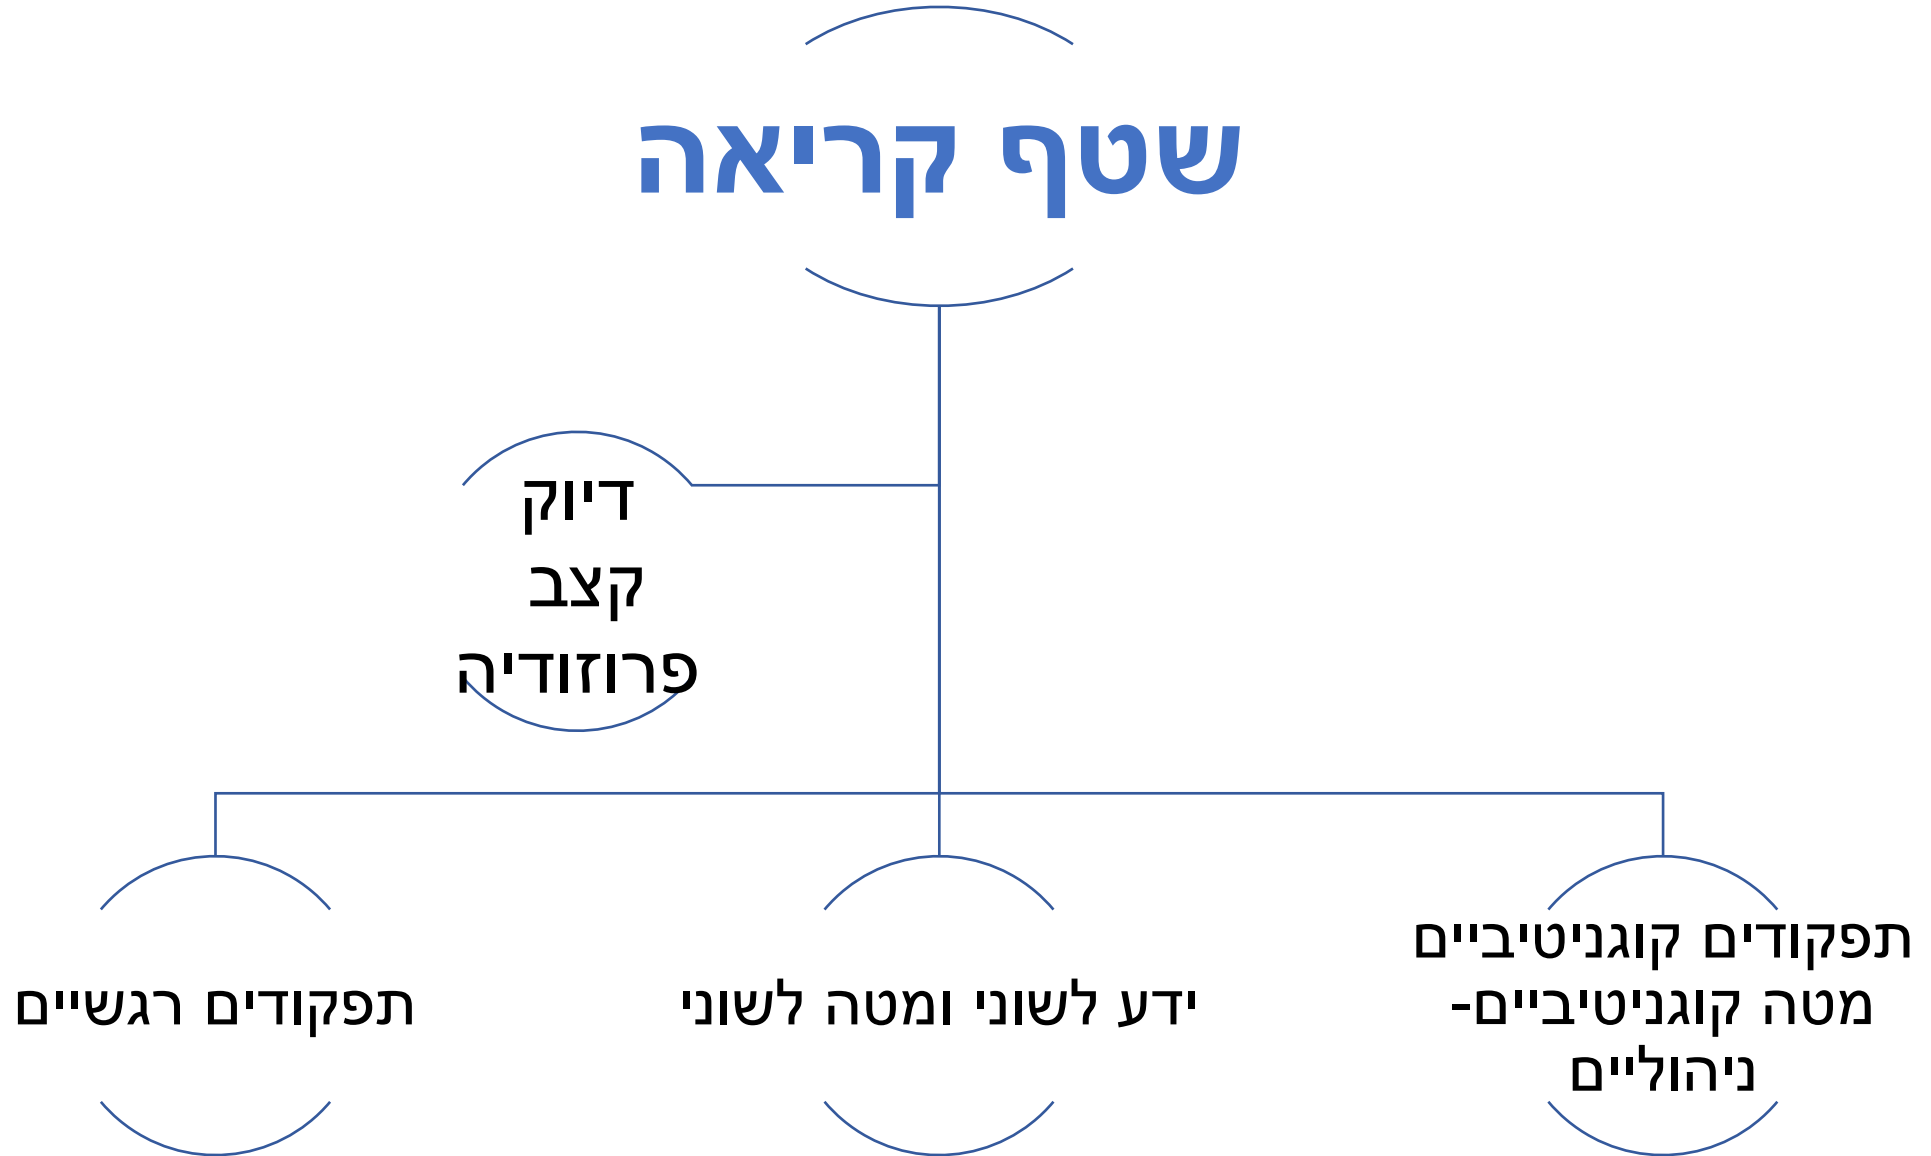 שטף קריאה
דיוק
קצב
פרוזודיה
תפקודים קוגניטיביים
מטה קוגניטיביים-
ניהוליים
ידע לשוני ומטה לשוני
תפקודים רגשיים